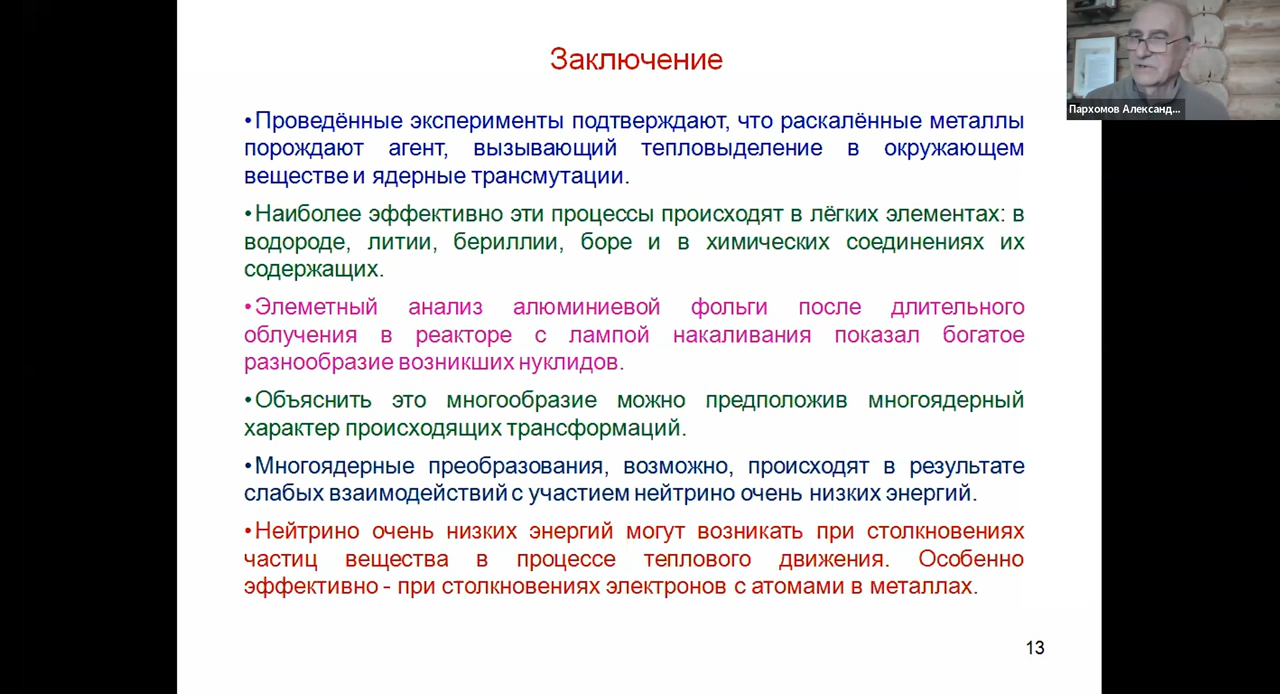 Заключение
Пархомов Александ...
•Проведённые эксперименты подтверждают, что раскалённые металлы
порождают агент, вызывающий тепловыделение в окружающем
веществе и ядерные трансмутации.
•Наиболее эффективно эти процессы происходят в лёгких элементах: в
водороде, литии, бериллии, боре и в химических соединениях их
содержащих.
•Элеметный анализ алюминиевой фольги после длительного
облучения в реакторе с лампой накаливания показал богатое
разнообразие возникших нуклидов.
•Объяснить это многообразие можно предположив многоядерный
характер происходящих трансформаций.
•Многоядерные преобразования, возможно, происходят в результате
слабых взаимодействий с участием нейтрино очень низких энергий.
•Нейтрино очень низких энергий могут возникать при столкновениях
частиц вещества в процессе теплового движения. Особенно
эффективно - при столкновениях электронов с атомами в металлах.
13